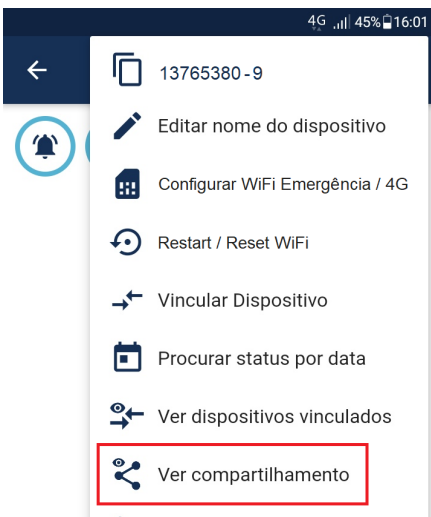 4G 45% 16:01
13765380-9
Editar nome do dispositivo
Configurar WiFi Emergência / 4G
Restart / Reset WiFi
Vincular Dispositivo
Procurar status por data
Ver dispositivos vinculados
Ver compartilhamento